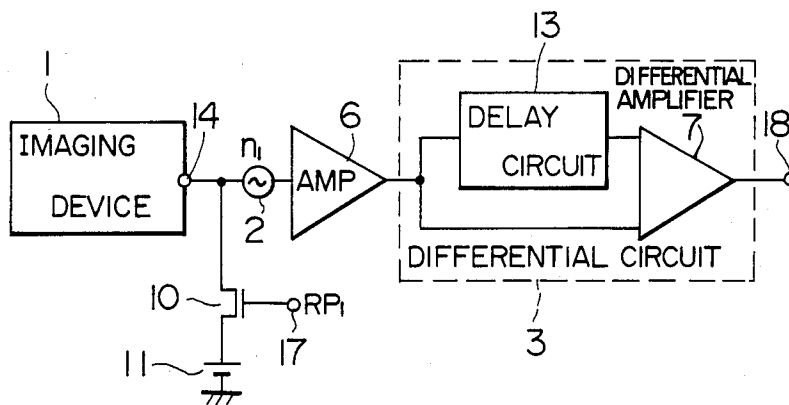 1
IMAGING
DEVICE
14
n1
2
6
AMP
13
DELAY
CIRCUIT
DIFFERENTIAL
AMPLIFIER
7
18
DIFFERENTIAL CIRCUIT
3
10
RP1
17
11